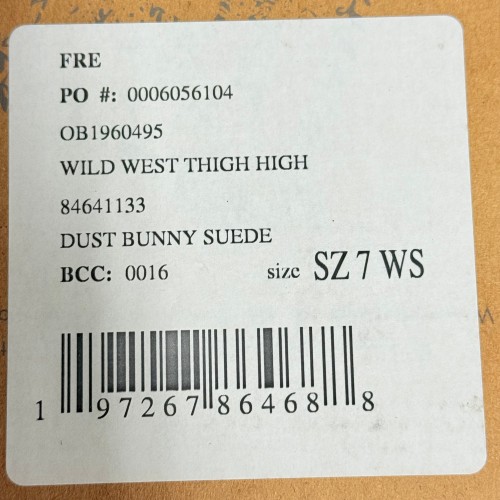 FRE
PO #: 0006056104
OB1960495
WILD WEST THIGH HIGH
84641133
DUST BUNNY SUEDE
BCC: 0016 size SZ 7 WS
1 97267 86468 8